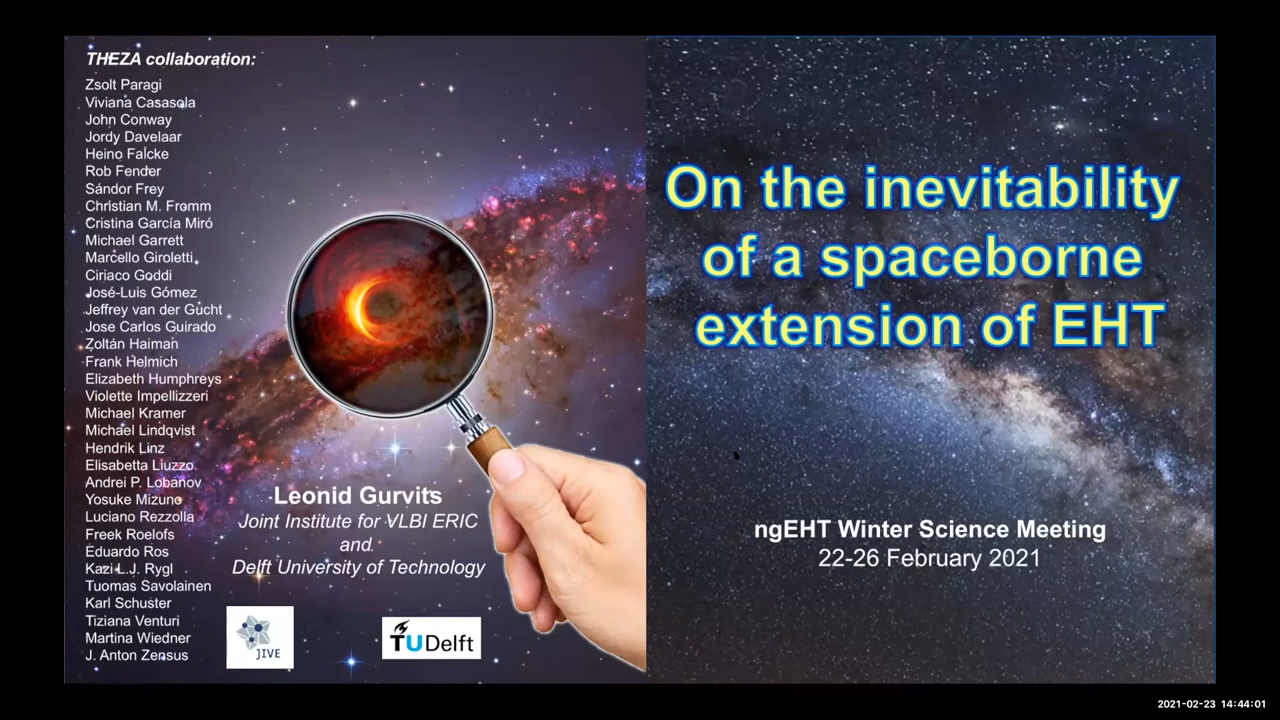 THEZA collaboration:
Zsolt Paragi
Viviana Casasola
John Conway
Jordy Davelaar
Heino Falcke
Rob Fender
Sándor Frey
Christian M. Fromm
Cristina García Miró
Michael Garrett
Marcello Giroletti
Ciriaco Goddi
José-Luis Gómez
Jeffrey van der Gucht
Jose Carlos Guirado
Zoltán Haiman
Frank Helmich
Elizabeth Humphreys
Violette Impellizzeri
Michael Kramer
Michael Lindqvist
Hendrik Linz
Elisabetta Liuzzo
Andrei P. Lobanov
Yosuke Mizuno
Luciano Rezzolla
Freek Roelofs
Eduardo Ros
Kazi L.J. Rygl
Tuomas Savolainen
Karl Schuster
Tiziana Venturi
Martina Wiedner
J. Anton Zensus
Leonid Gurvits
Joint Institute for VLBI ERIC
and
Delft University of Technology
JIVE
TUDelft
On the inevitability
of a spaceborne
extension of EHT
ngEHT Winter Science Meeting
22-26 February 2021
2021-02-23 14:44:01